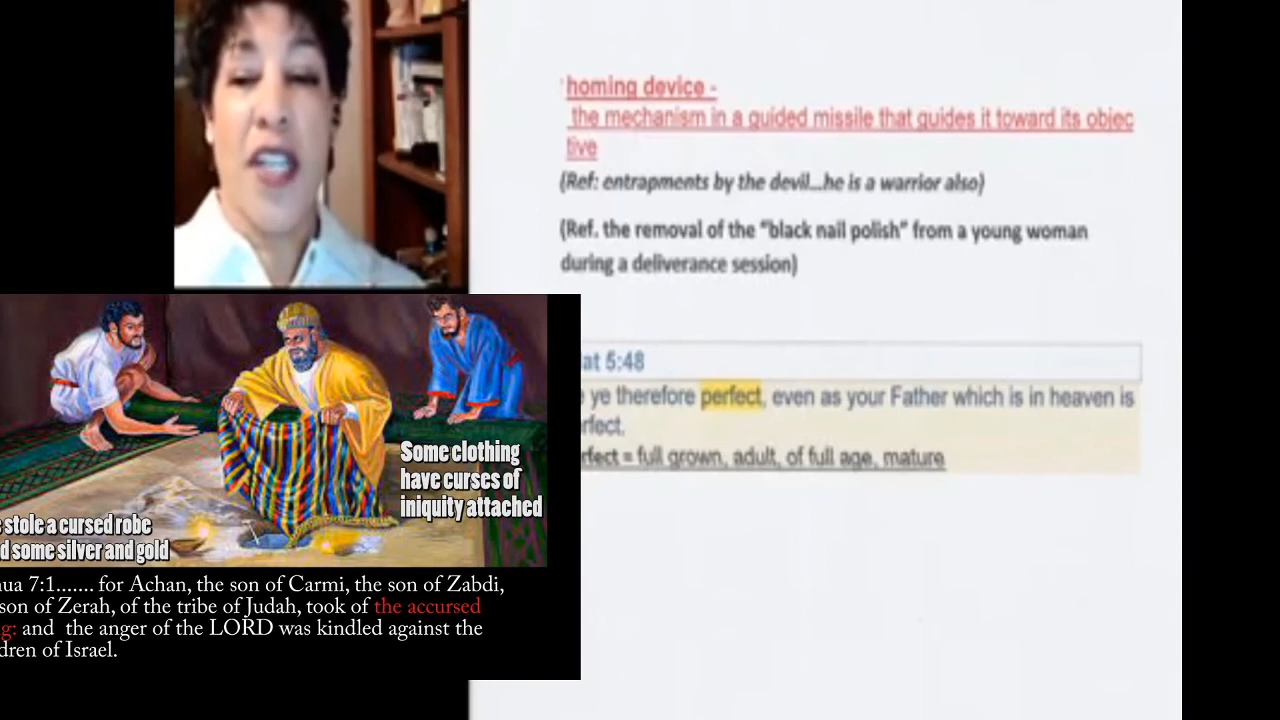 homing device -
the mechanism in a guided missile that guides it toward its objec
tive
(Ref: entrapments by the devil...he is a warrior also)
(Ref. the removal of the "black nail polish" from a young woman
during a deliverance session)
at 5:48
ye therefore perfect, even as your Father which is in heaven is
rfect.
rfect = full grown, adult, of full age, mature
Some clothing
have curses of
iniquity attached
stole a cursed robe
d some silver and gold
ua 7:1....... for Achan, the son of Carmi, the son of Zabdi,
son of Zerah, of the tribe of Judah, took of the accursed
g: and the anger of the LORD was kindled against the
dren of Israel.